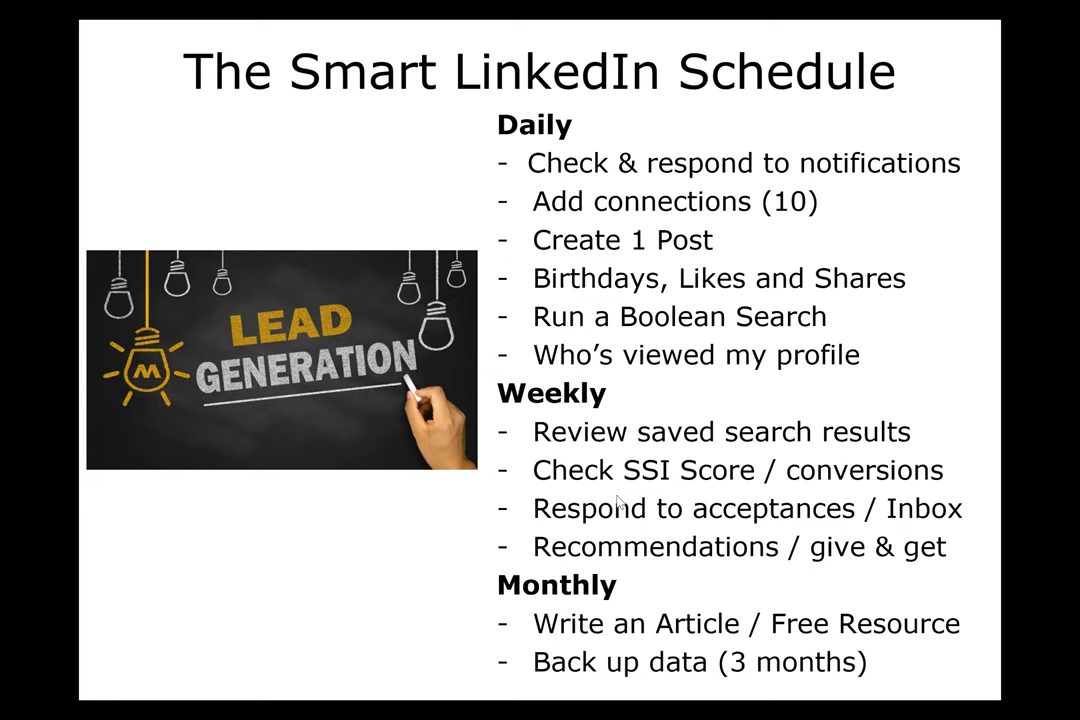 The Smart LinkedIn Schedule
LEAD
GENERATION
Daily
- Check & respond to notifications
- Add connections (10)
- Create 1 Post
- Birthdays, Likes and Shares
- Run a Boolean Search
- Who’s viewed my profile
Weekly
- Review saved search results
- Check SSI Score / conversions
- Respond to acceptances / Inbox
- Recommendations / give & get
Monthly
- Write an Article / Free Resource
- Back up data (3 months)